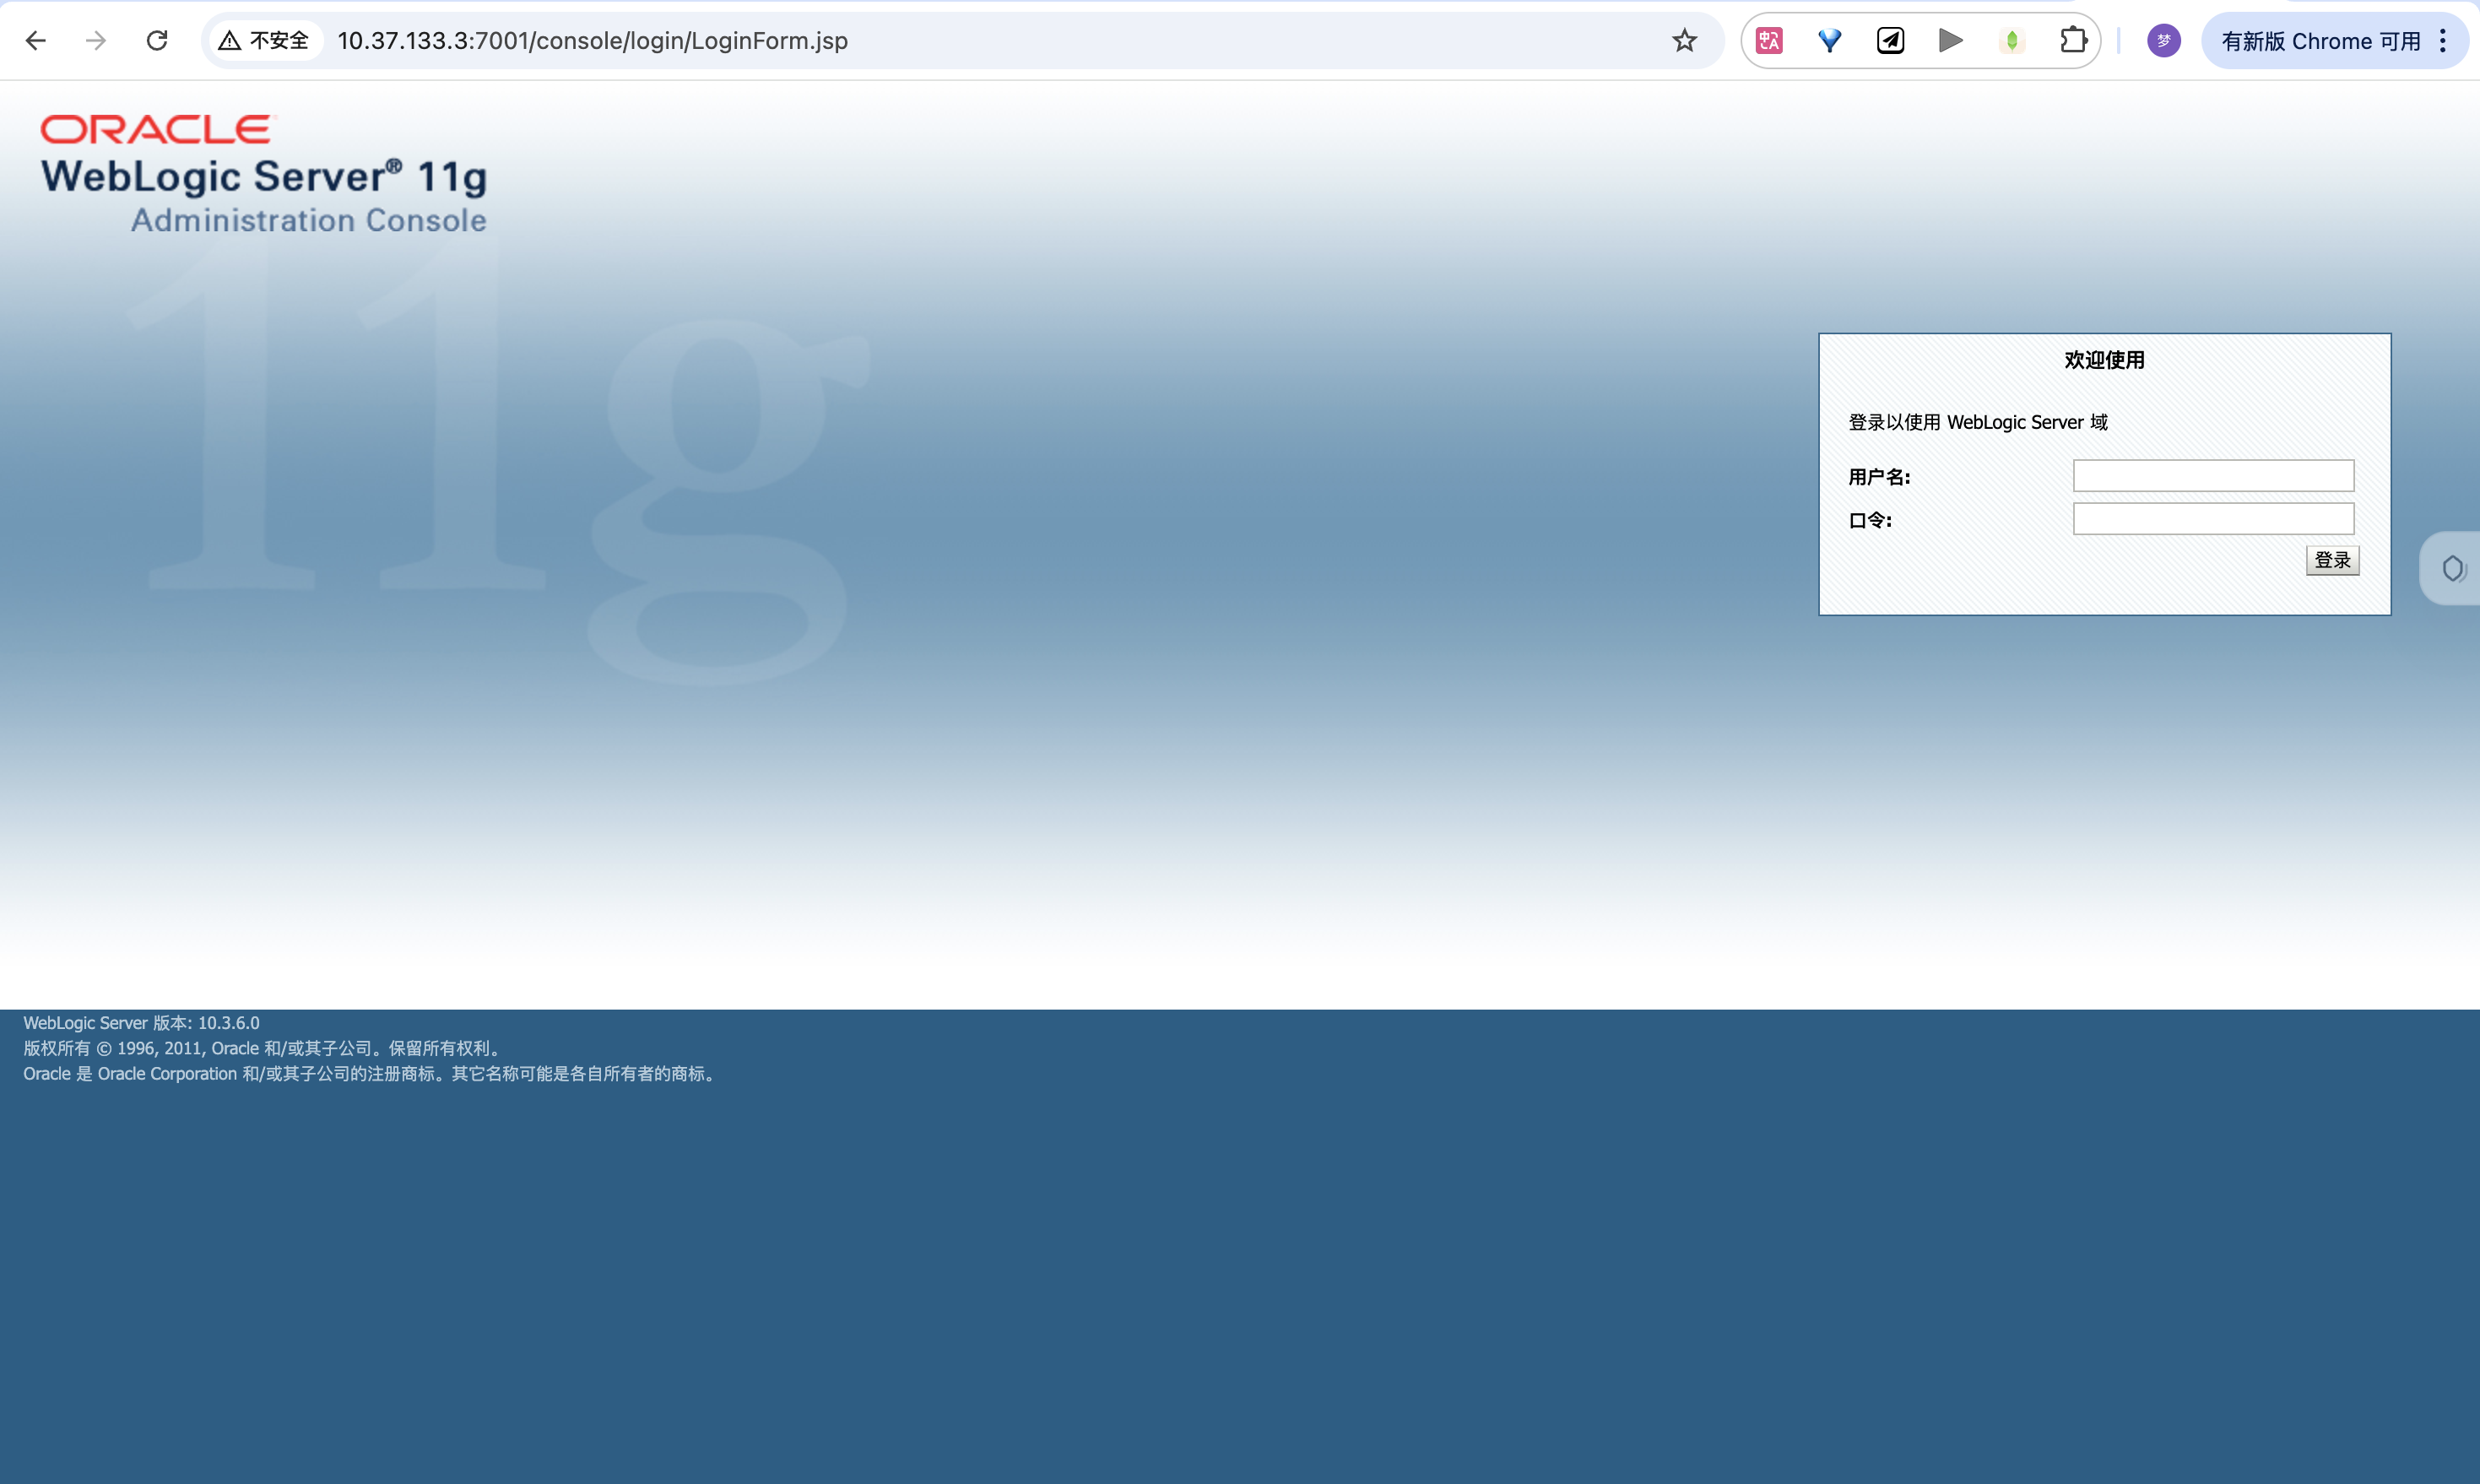 不安全 10.37.133.3:7001/console/login/LoginForm.jsp 梦 有新版 Chrome 可用
ORACLE
WebLogic Server® 11g
Administration Console
11g
欢迎使用
登录以使用 WebLogic Server 域
用户名:
口令:
登录
WebLogic Server 版本: 10.3.6.0
版权所有 © 1996, 2011, Oracle 和/或其子公司。保留所有权利。
Oracle 是 Oracle Corporation 和/或其子公司的注册商标。其它名称可能是各自所有者的商标。